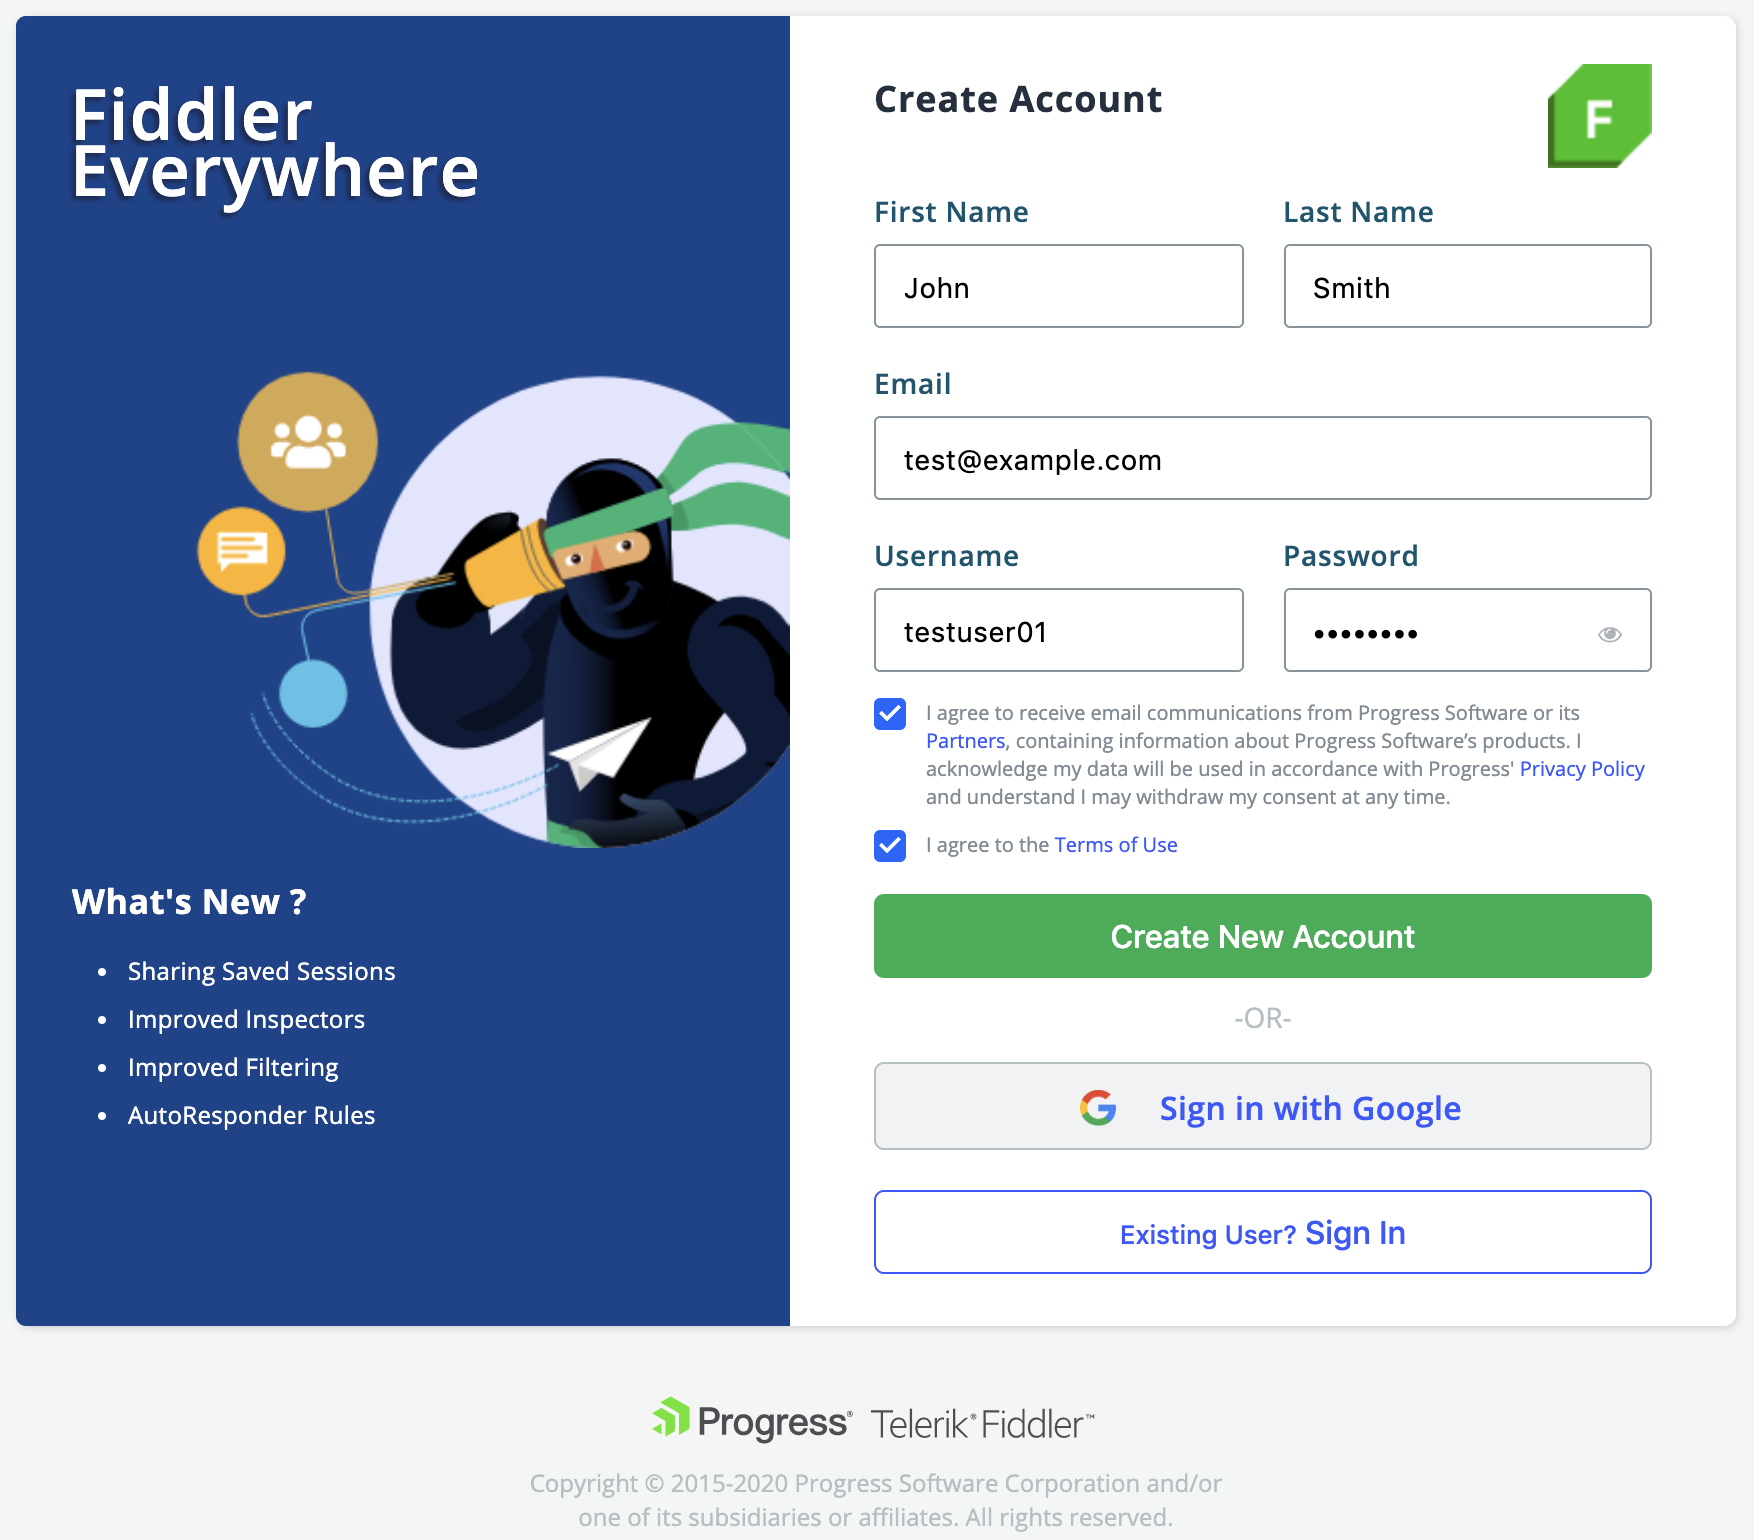 Fiddler
Everywhere
What's New ?
Sharing Saved Sessions
Improved Inspectors
Improved Filtering
AutoResponder Rules
Create Account
F
First Name
Last Name
John
Smith
Email
test@example.com
Username
Password
testuser01
••••••••
I agree to receive email communications from Progress Software or its
Partners, containing information about Progress Software’s products. I
acknowledge my data will be used in accordance with Progress' Privacy Policy
and understand I may withdraw my consent at any time.
I agree to the Terms of Use
Create New Account
-OR-
Sign in with Google
Existing User? Sign In
Progress® Telerik® Fiddler™
Copyright © 2015-2020 Progress Software Corporation and/or
one of its subsidiaries or affiliates. All rights reserved.